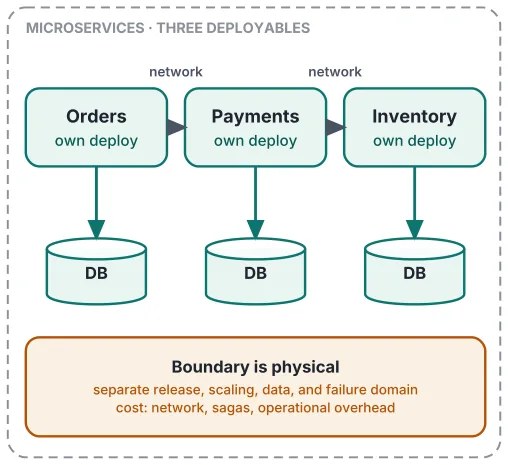 MICROSERVICES · THREE DEPLOYABLES
network network
Orders Payments Inventory
own deploy own deploy own deploy
DB DB DB
Boundary is physical
separate release, scaling, data, and failure domain
cost: network, sagas, operational overhead